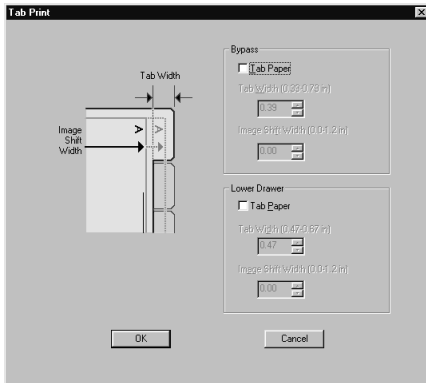 Tab Print
Tab Width
Image
Shift
Width
A
A
Bypass
Tab Paper
Tab Width (0.39-0.79 in)
0.39
Image Shift Width (0.0-1.2 in)
0.00
Lower Drawer
Tab Paper
Tab Width (0.47-0.67 in)
0.47
Image Shift Width (0.0-1.2 in)
0.00
OK
Cancel